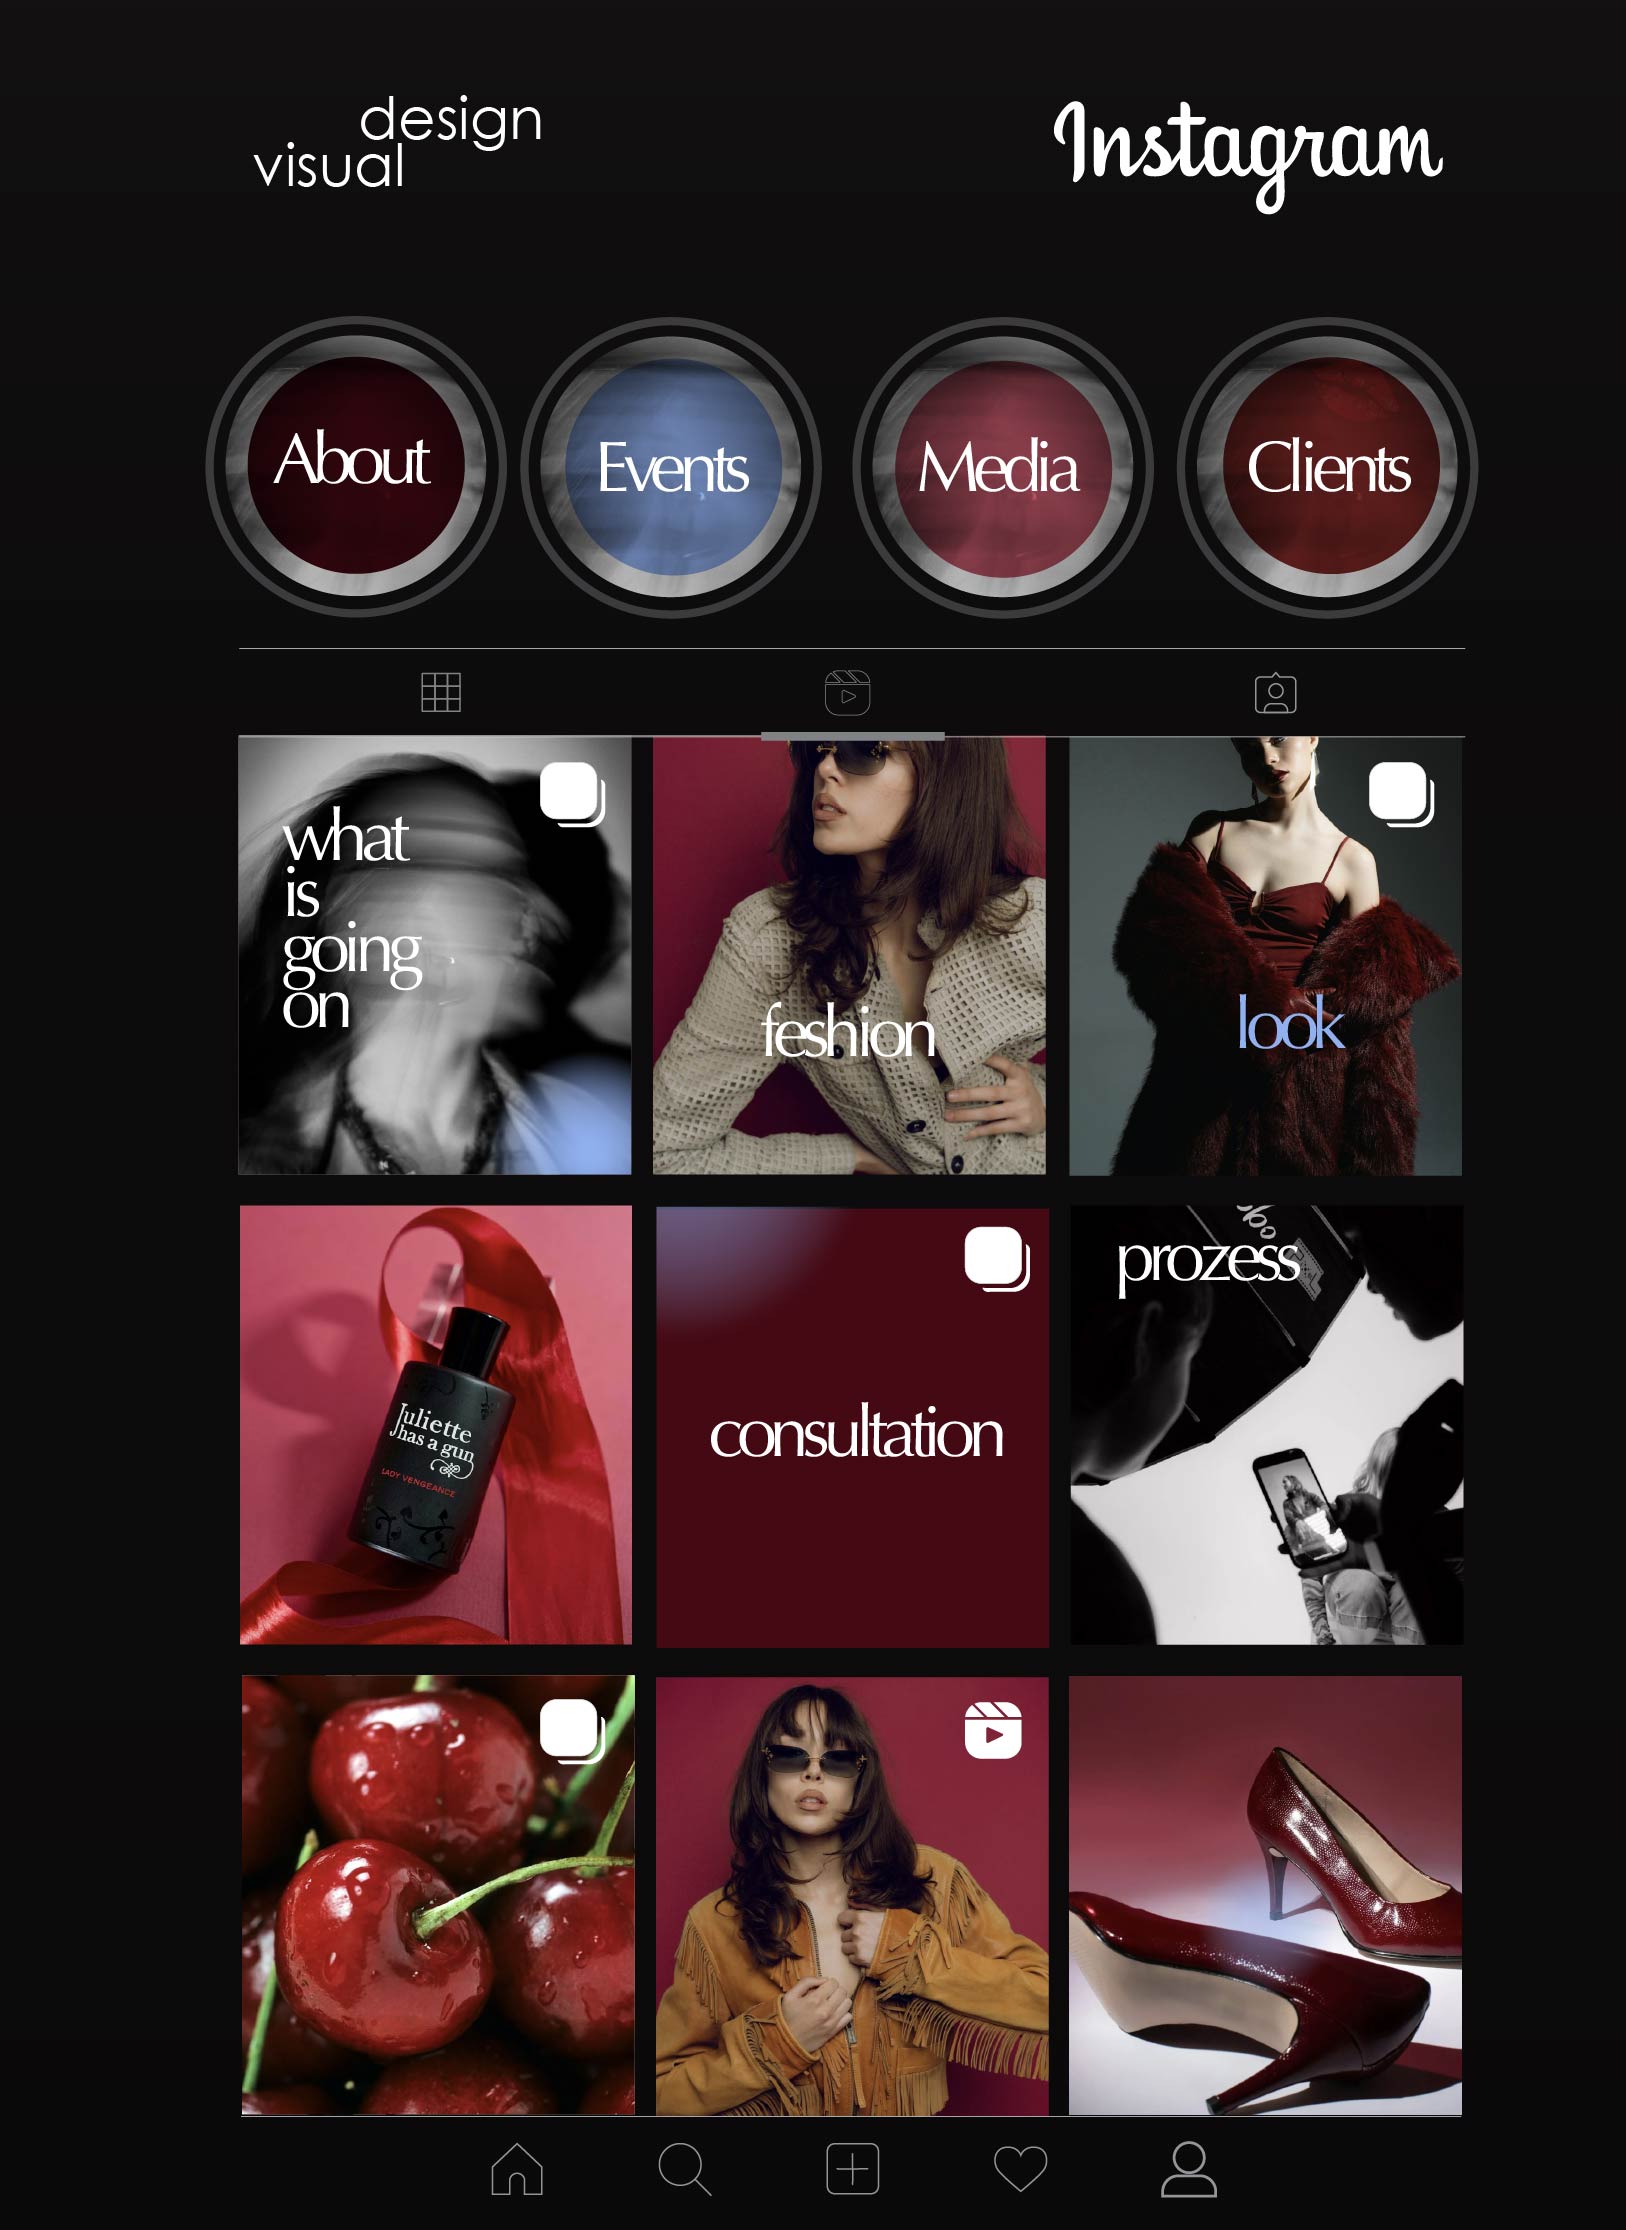 design
visual
Instagram
About
Events
Media
Clients
what
is
going
on
feshion
look
Juliette
has a gun
LADY VENGEANCE
consultation
prozess